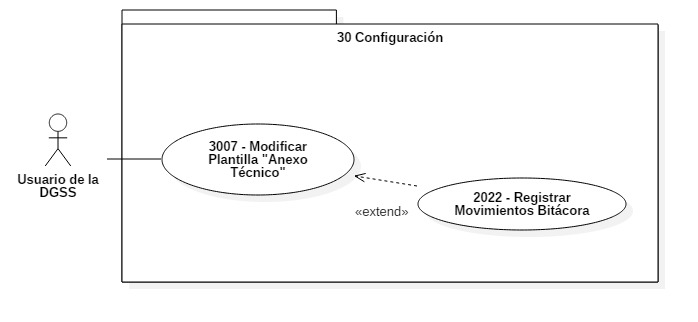 30 Configuración
3007 - Modificar
Plantilla "Anexo
Técnico"
Usuario de la
DGSS
2022 - Registrar
Movimientos Bitácora
«extend»